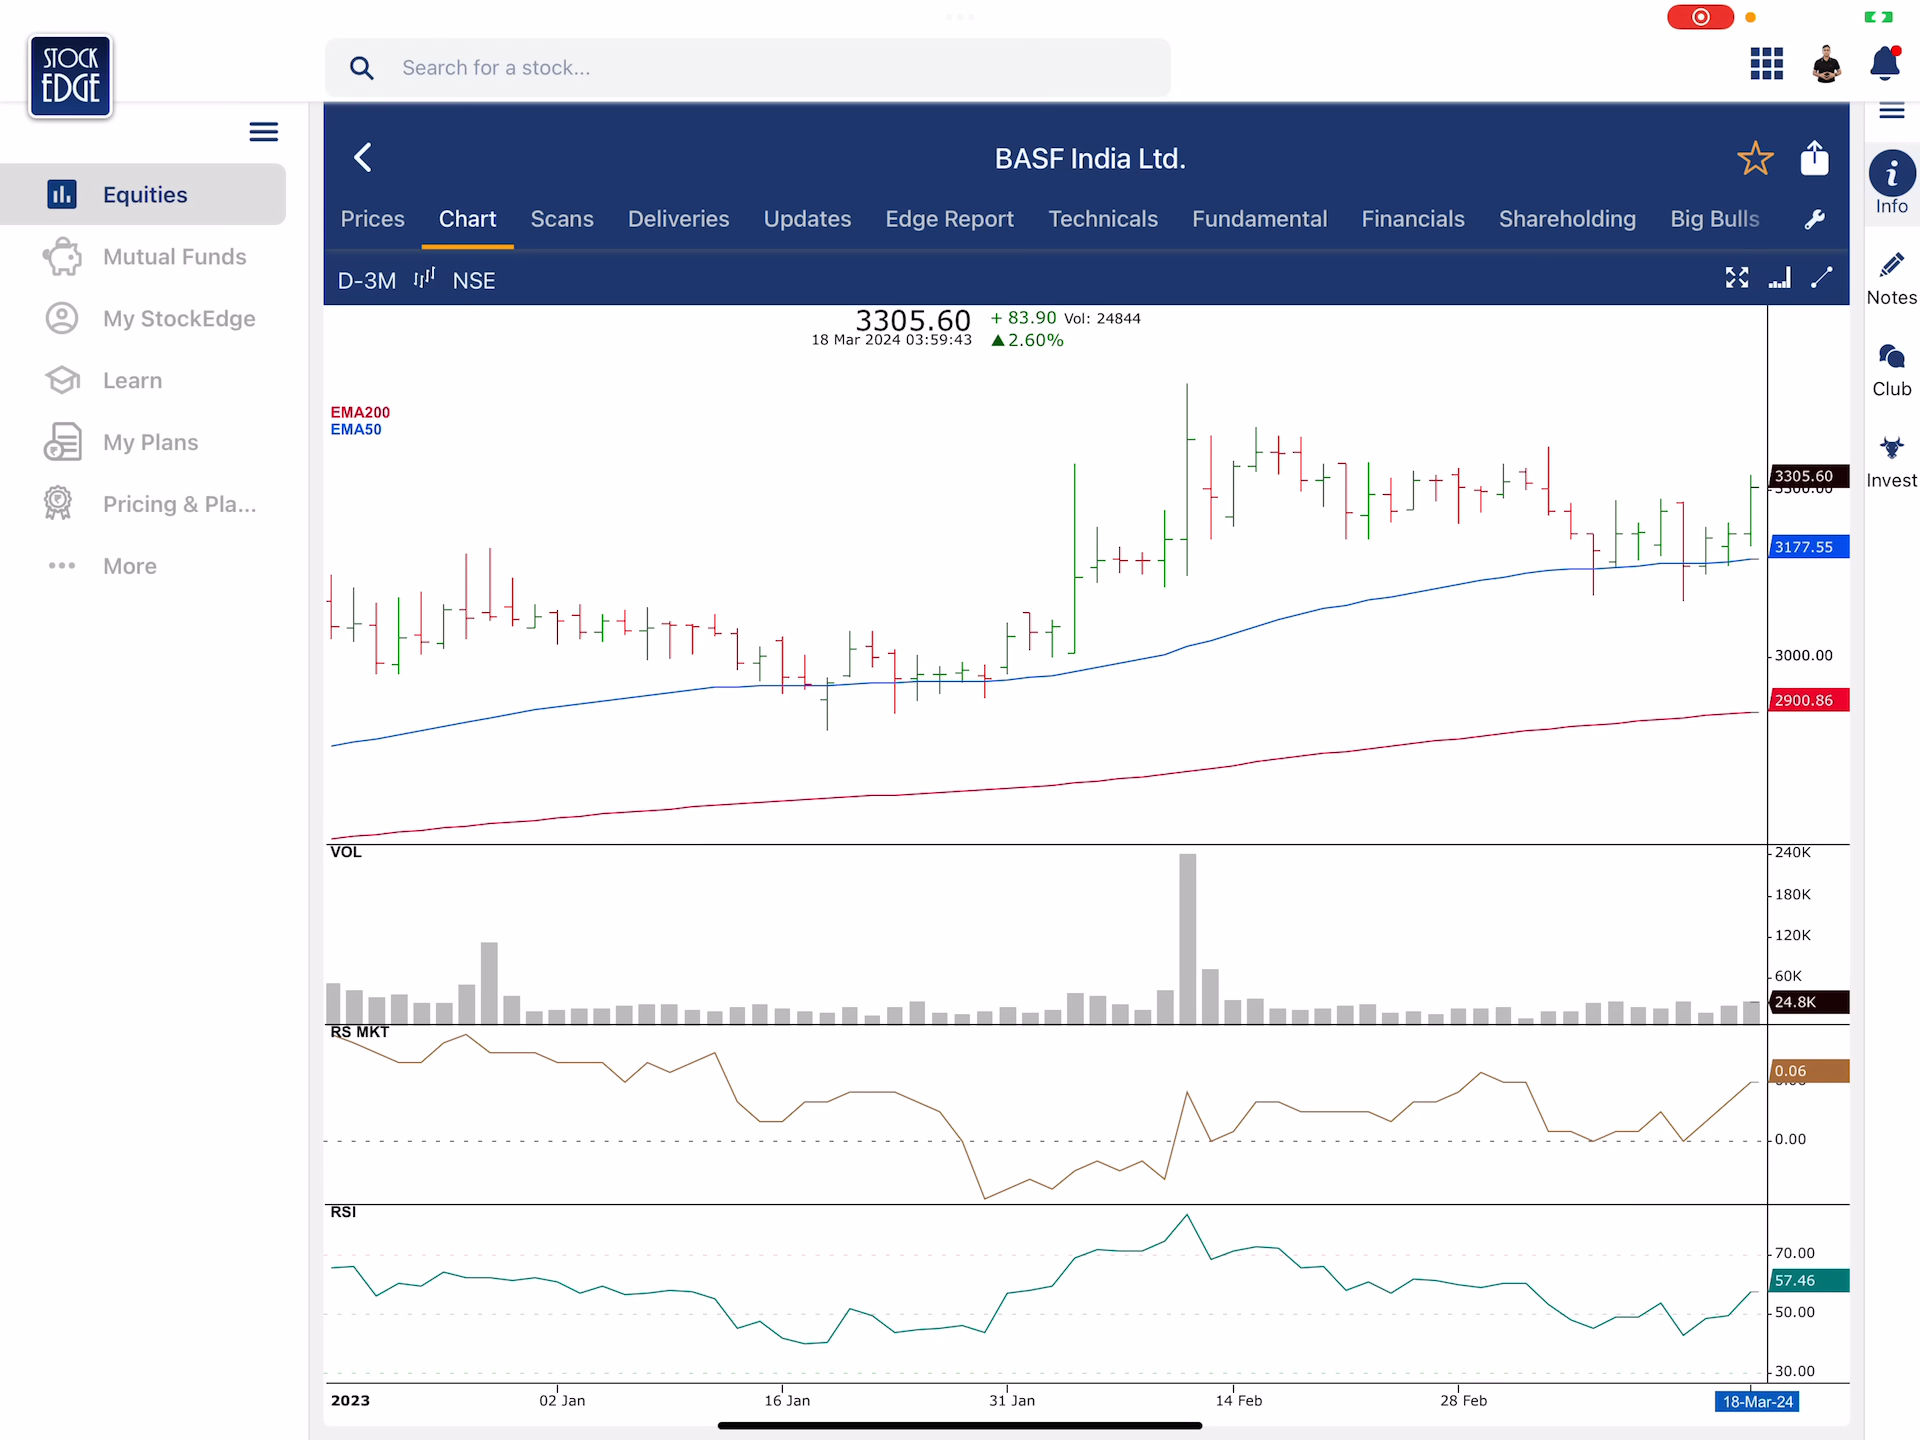 STOCK
EDGE
Search for a stock...
Equities
Mutual Funds
My StockEdge
Learn
My Plans
Pricing & Pla...
More
BASF India Ltd.
Prices Chart Scans Deliveries Updates Edge Report Technicals Fundamental Financials Shareholding Big Bulls
D-3M NSE
3305.60 + 83.90 Vol: 24844
18 Mar 2024 03:59:43 ▲2.60%
EMA200
EMA50
3305.60
3300.00
3177.55
3000.00
2900.86
VOL
240K
180K
120K
60K
24.8K
RS MKT
0.06
0.00
RSI
70.00
57.46
50.00
30.00
2023 02 Jan 16 Jan 31 Jan 14 Feb 28 Feb 18-Mar-24
Info
Notes
Club
Invest